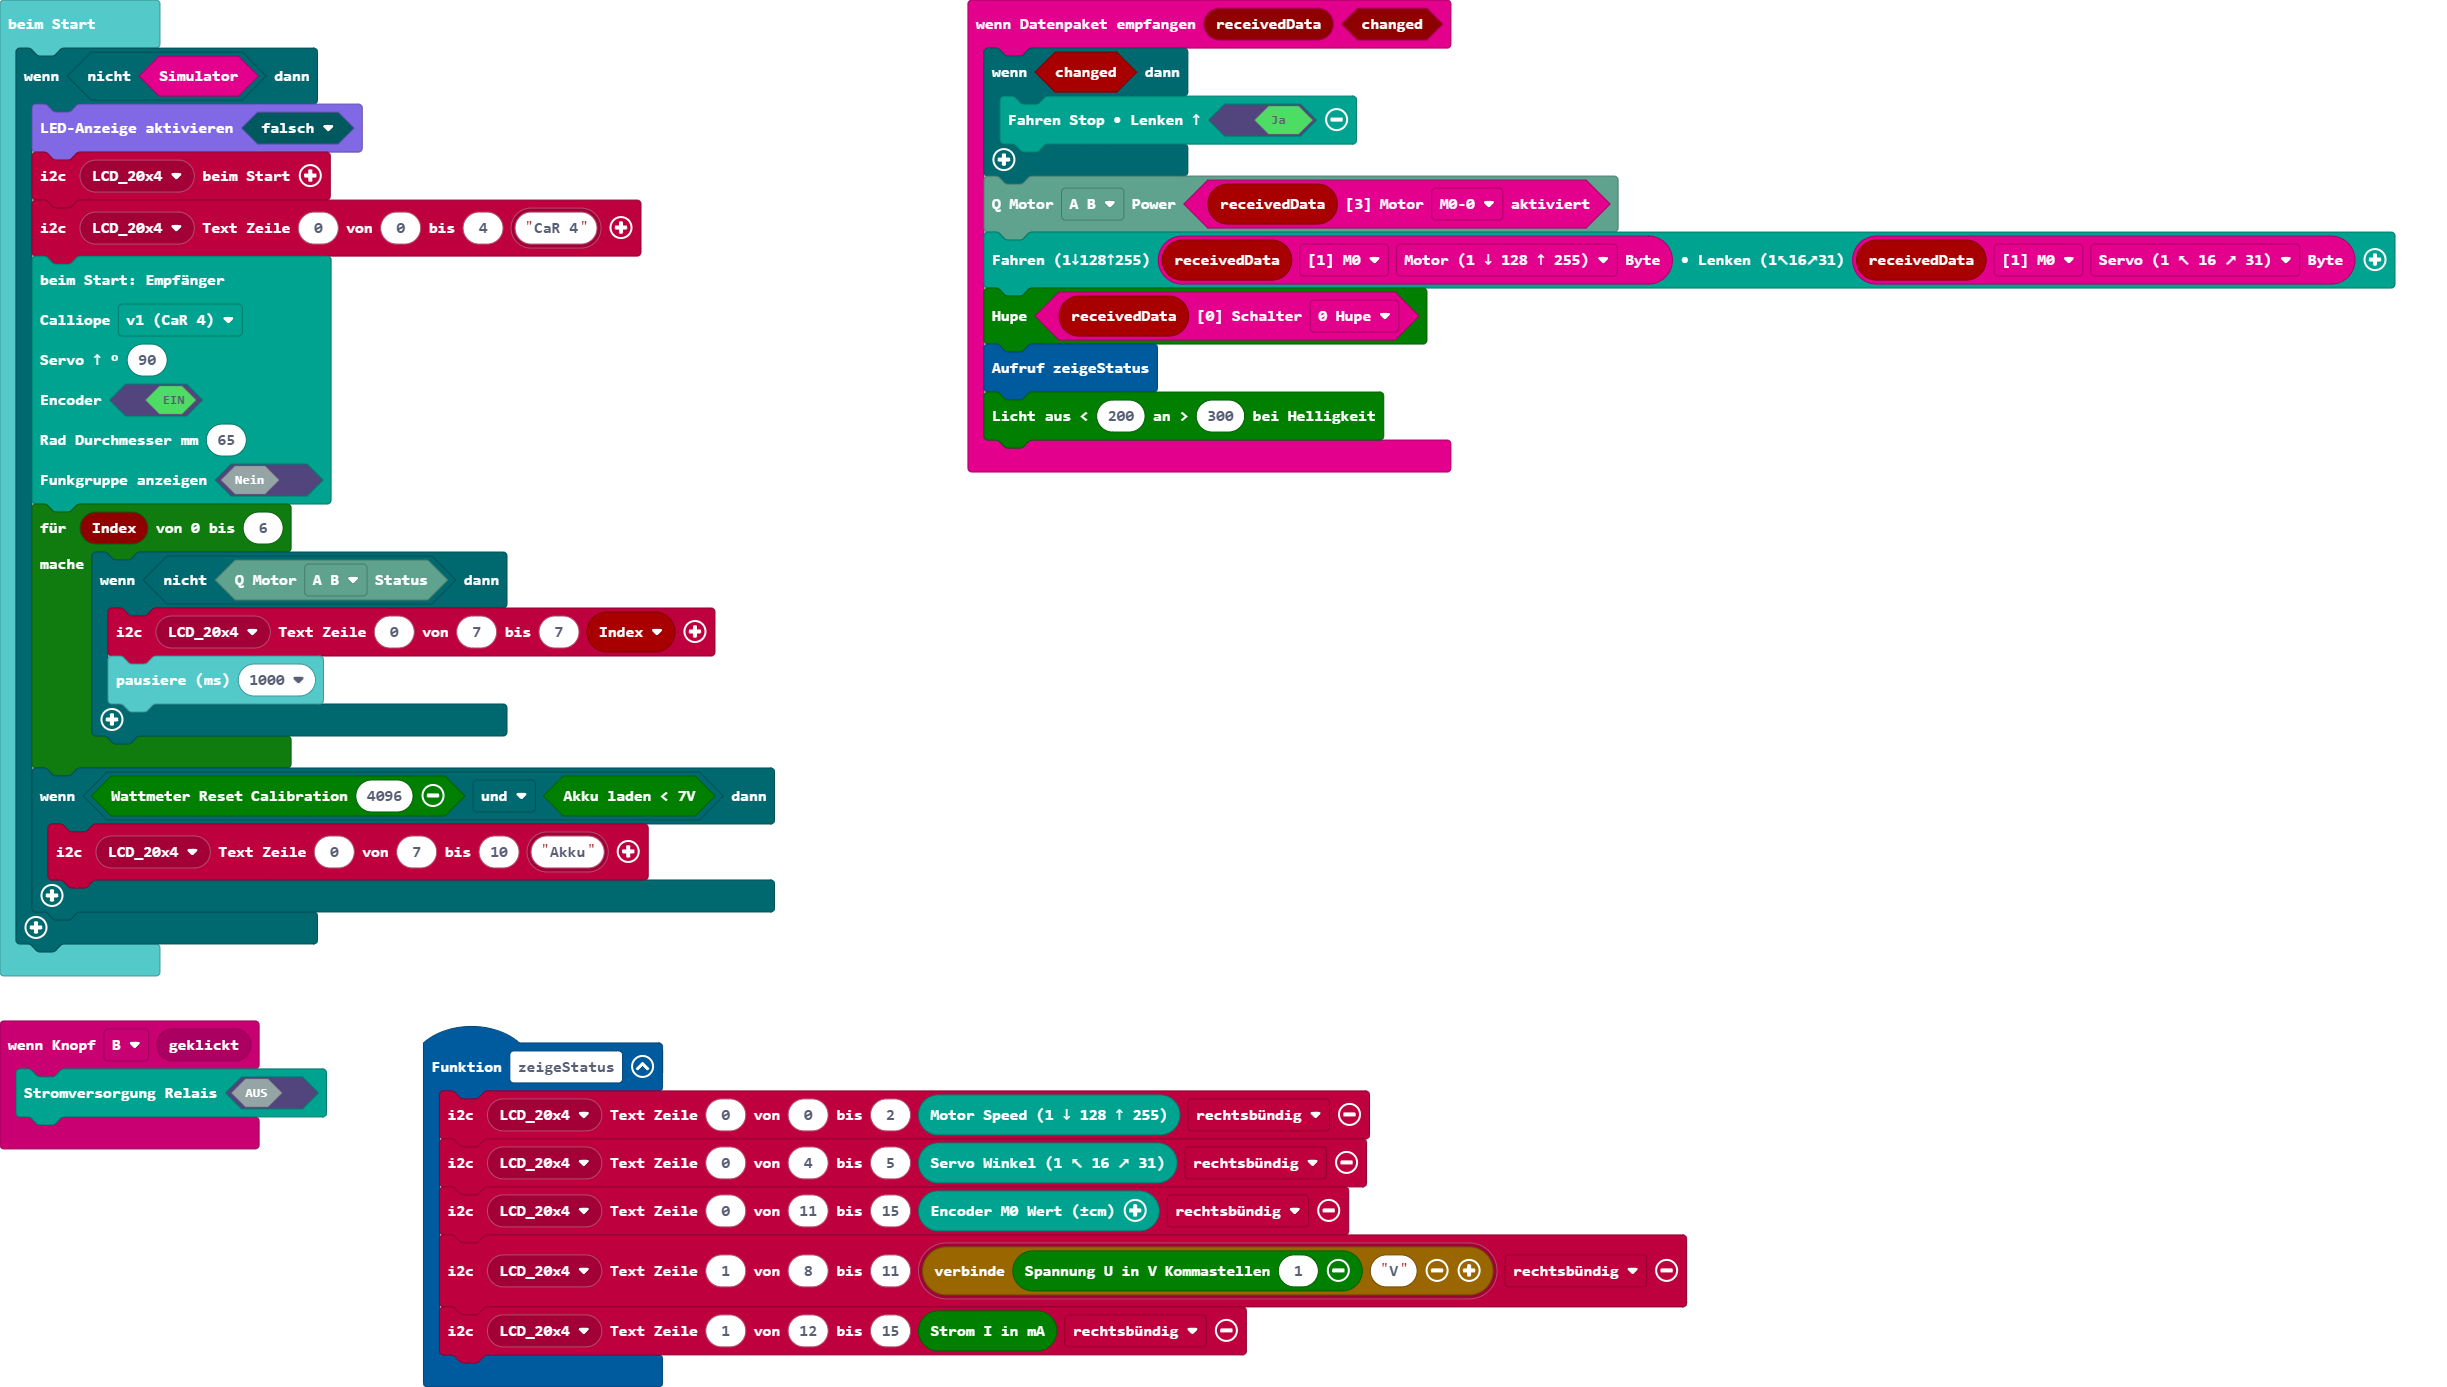 beim Start
wenn nicht Simulator dann
LED-Anzeige aktivieren falsch
i2c LCD_20x4 beim Start
i2c LCD_20x4 Text Zeile 0 von 0 bis 4 "CaR 4"
beim Start: Empfänger
Calliope v1 (CaR 4)
Servo ↑ º 90
Encoder EIN
Rad Durchmesser mm 65
Funkgruppe anzeigen Nein
für Index von 0 bis 6
mache
wenn nicht Q Motor A B Status dann
i2c LCD_20x4 Text Zeile 0 von 7 bis 7 Index
pausiere (ms) 1000
wenn Wattmeter Reset Calibration 4096 und Akku laden < 7V dann
i2c LCD_20x4 Text Zeile 0 von 7 bis 10 "Akku"
wenn Datenpaket empfangen receivedData changed
wenn changed dann
Fahren Stop • Lenken ↑ Ja
Q Motor A B Power receivedData [3] Motor M0-0 aktiviert
Fahren (1↓128↑255) receivedData [1] M0 Motor (1 ↓ 128 ↑ 255) Byte • Lenken (1↖16↗31) receivedData [1] M0 Servo (1 ↖ 16 ↗ 31) Byte
Hupe receivedData [0] Schalter 0 Hupe
Aufruf zeigeStatus
Licht aus < 200 an > 300 bei Helligkeit
wenn Knopf B geklickt
Stromversorgung Relais AUS
Funktion zeigeStatus
i2c LCD_20x4 Text Zeile 0 von 0 bis 2 Motor Speed (1 ↓ 128 ↑ 255) rechtsbündig
i2c LCD_20x4 Text Zeile 0 von 4 bis 5 Servo Winkel (1 ↖ 16 ↗ 31) rechtsbündig
i2c LCD_20x4 Text Zeile 0 von 11 bis 15 Encoder M0 Wert (±cm) rechtsbündig
i2c LCD_20x4 Text Zeile 1 von 8 bis 11 verbinde Spannung U in V Kommastellen 1 "V" rechtsbündig
i2c LCD_20x4 Text Zeile 1 von 12 bis 15 Strom I in mA rechtsbündig